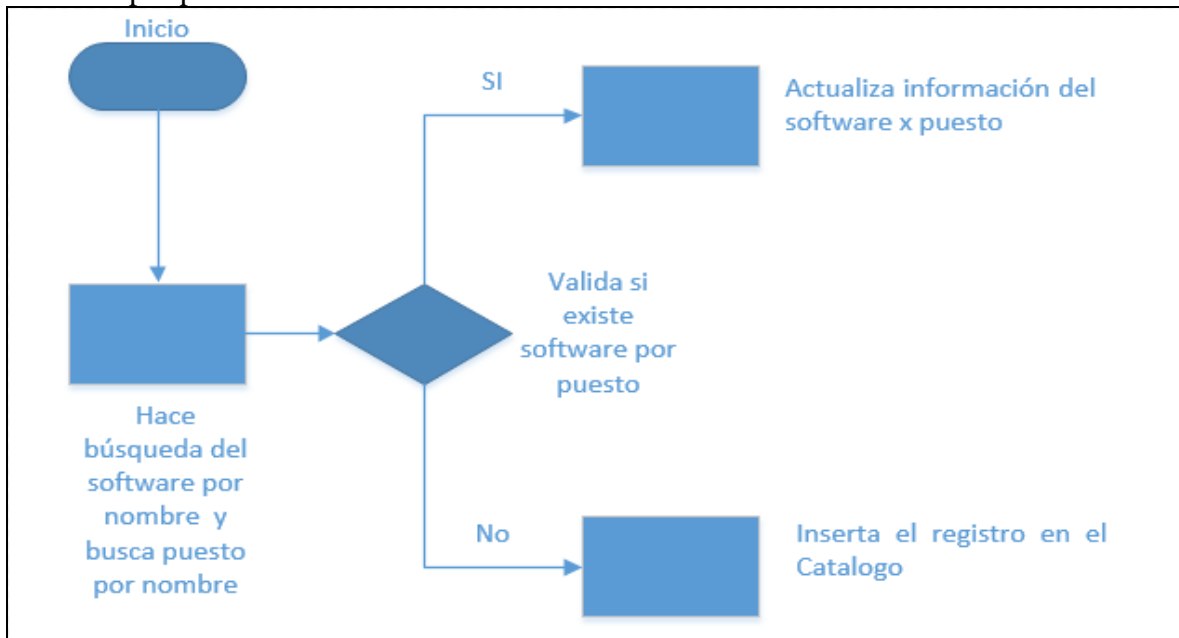 Inicio
SI
Actualiza información del
software x puesto
Valida si
existe
software por
puesto
Hace
búsqueda del
software por
nombre y
busca puesto
por nombre
No
Inserta el registro en el
Catalogo